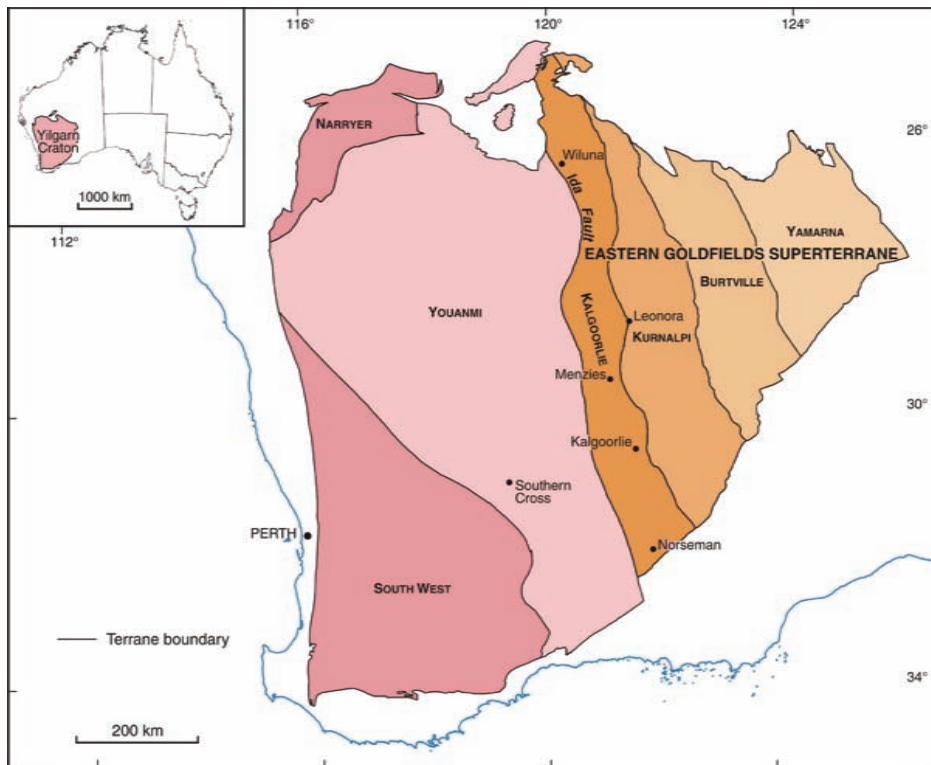 116°
120°
124°
Yilgarn
Craton
1000 km
112°
NARRYER
26°
Wiluna
Ida
Fault
YAMARNA
EASTERN GOLDFIELDS SUPERTERRANE
BURTVILLE
YOUANMI
KALGOORLIE
Leonora
KURNALPI
Menzies
30°
Kalgoorlie
Southern
Cross
PERTH
Norseman
SOUTH WEST
Terrane boundary
34°
200 km